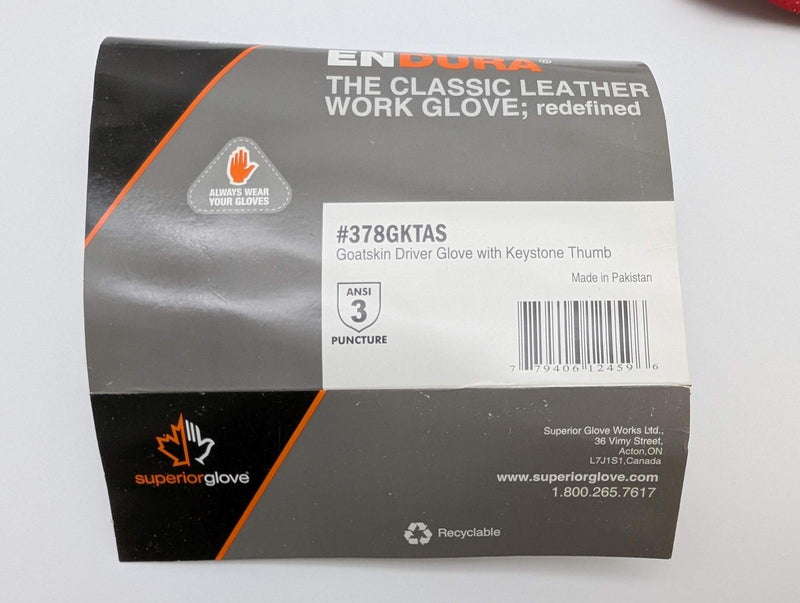 ENDURA®
THE CLASSIC LEATHER
WORK GLOVE; redefined
ALWAYS WEAR
YOUR GLOVES
#378GKTAS
Goatskin Driver Glove with Keystone Thumb
Made in Pakistan
ANSI
3
PUNCTURE
7 79406 12459 6
superiorglove
Superior Glove Works Ltd.,
36 Vimy Street,
Acton,ON
L7J1S1,Canada
www.superiorglove.com
1.800.265.7617
Recyclable